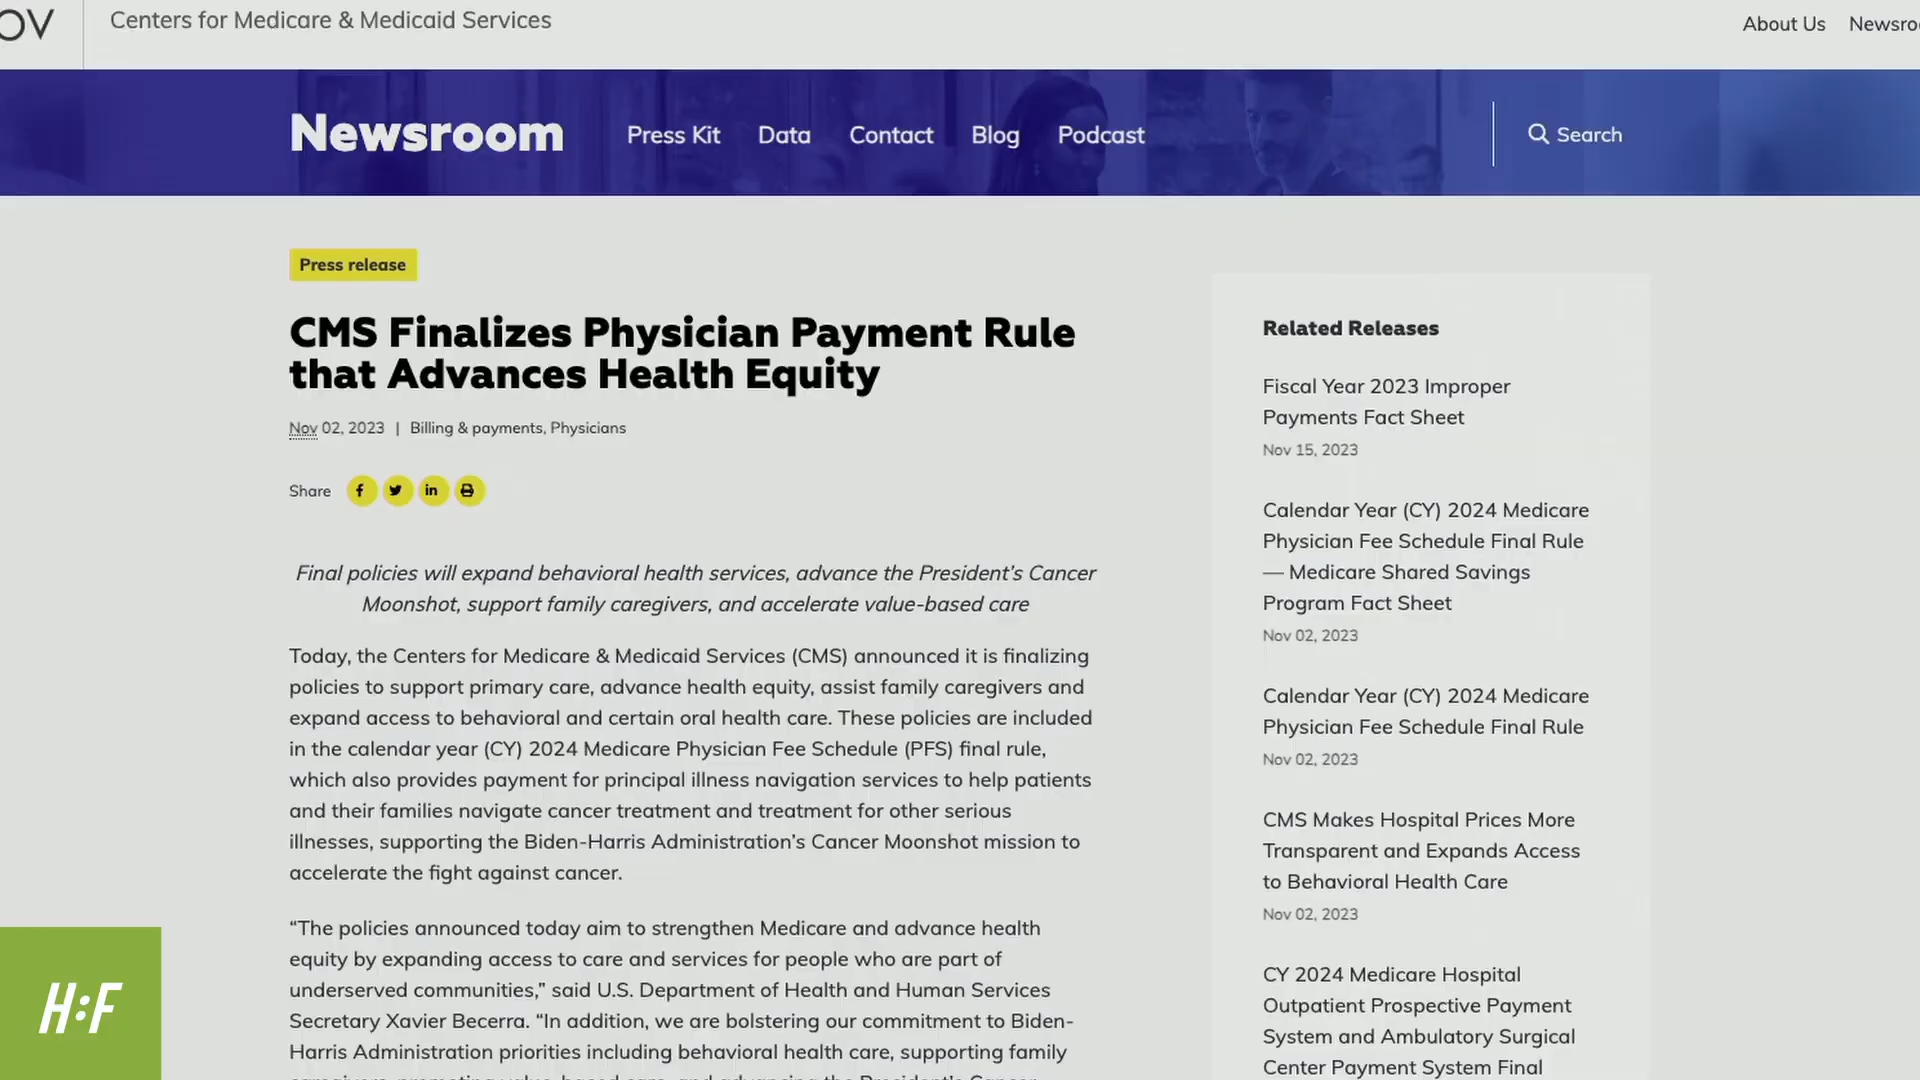 OV
Centers for Medicare & Medicaid Services
About Us
Newsroo
Newsroom
Press Kit
Data
Contact
Blog
Podcast
Search
Press release
CMS Finalizes Physician Payment Rule
that Advances Health Equity
Nov 02, 2023 | Billing & payments, Physicians
Share
Final policies will expand behavioral health services, advance the President’s Cancer
Moonshot, support family caregivers, and accelerate value-based care
Today, the Centers for Medicare & Medicaid Services (CMS) announced it is finalizing
policies to support primary care, advance health equity, assist family caregivers and
expand access to behavioral and certain oral health care. These policies are included
in the calendar year (CY) 2024 Medicare Physician Fee Schedule (PFS) final rule,
which also provides payment for principal illness navigation services to help patients
and their families navigate cancer treatment and treatment for other serious
illnesses, supporting the Biden-Harris Administration’s Cancer Moonshot mission to
accelerate the fight against cancer.
“The policies announced today aim to strengthen Medicare and advance health
equity by expanding access to care and services for people who are part of
underserved communities,” said U.S. Department of Health and Human Services
Secretary Xavier Becerra. “In addition, we are bolstering our commitment to Biden-
Harris Administration priorities including behavioral health care, supporting family
Related Releases
Fiscal Year 2023 Improper
Payments Fact Sheet
Nov 15, 2023
Calendar Year (CY) 2024 Medicare
Physician Fee Schedule Final Rule
— Medicare Shared Savings
Program Fact Sheet
Nov 02, 2023
Calendar Year (CY) 2024 Medicare
Physician Fee Schedule Final Rule
Nov 02, 2023
CMS Makes Hospital Prices More
Transparent and Expands Access
to Behavioral Health Care
Nov 02, 2023
CY 2024 Medicare Hospital
Outpatient Prospective Payment
System and Ambulatory Surgical
Center Payment System Final
H:F